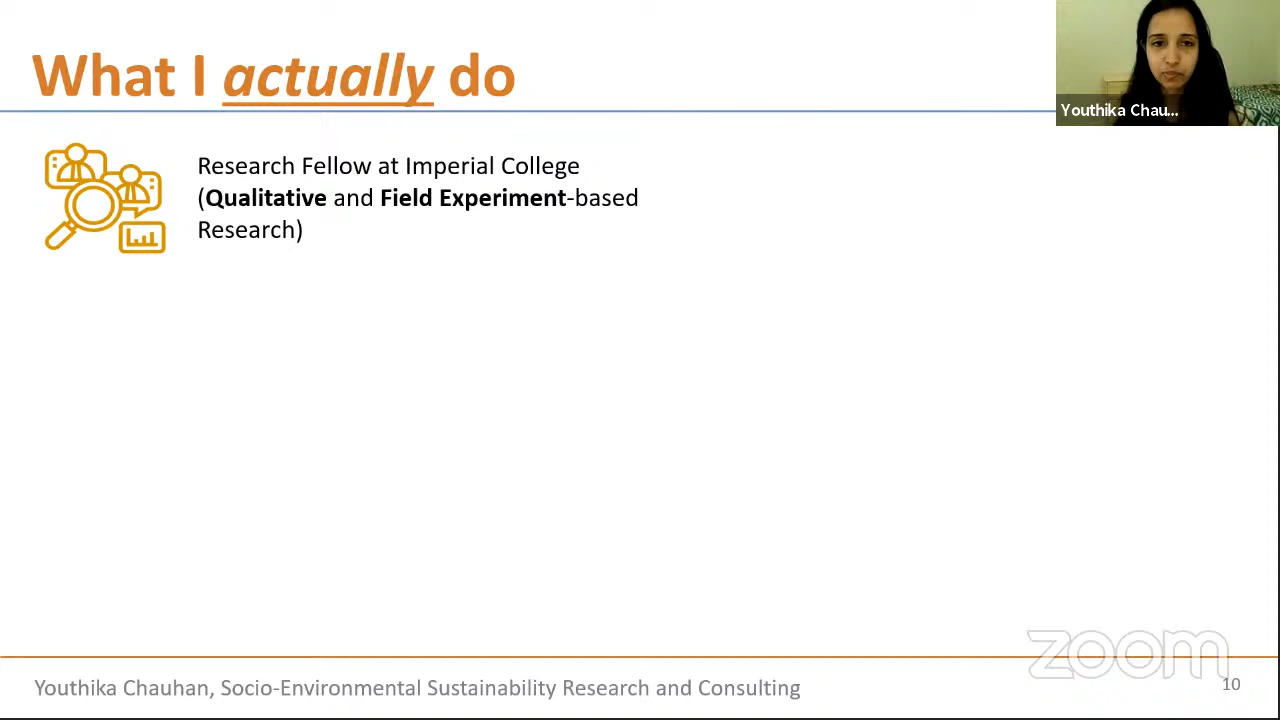 What I actually do
Youthika Chau...
Research Fellow at Imperial College
(Qualitative and Field Experiment-based
Research)
zoom
Youthika Chauhan, Socio-Environmental Sustainability Research and Consulting
10